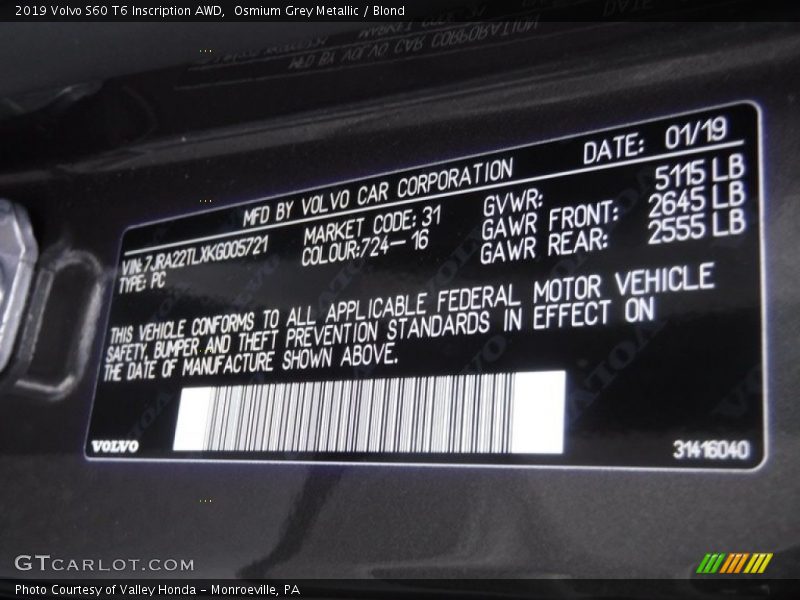 2019 Volvo S60 T6 Inscription AWD,  Osmium Grey Metallic / Blond
MFD BY VOLVO CAR CORPORATION
DATE: 01/19
VIN: 7JRA22TLXKG005721
TYPE: PC
MARKET CODE: 31
COLOUR:724-16
GVWR: 5115 LB
GAWR FRONT: 2645 LB
GAWR REAR: 2555 LB
THIS VEHICLE CONFORMS TO ALL APPLICABLE FEDERAL MOTOR VEHICLE
SAFETY, BUMPER AND THEFT PREVENTION STANDARDS IN EFFECT ON
THE DATE OF MANUFACTURE SHOWN ABOVE.
VOLVO
31416040
GTCARLOT.COM
Photo Courtesy of Valley Honda - Monroeville, PA